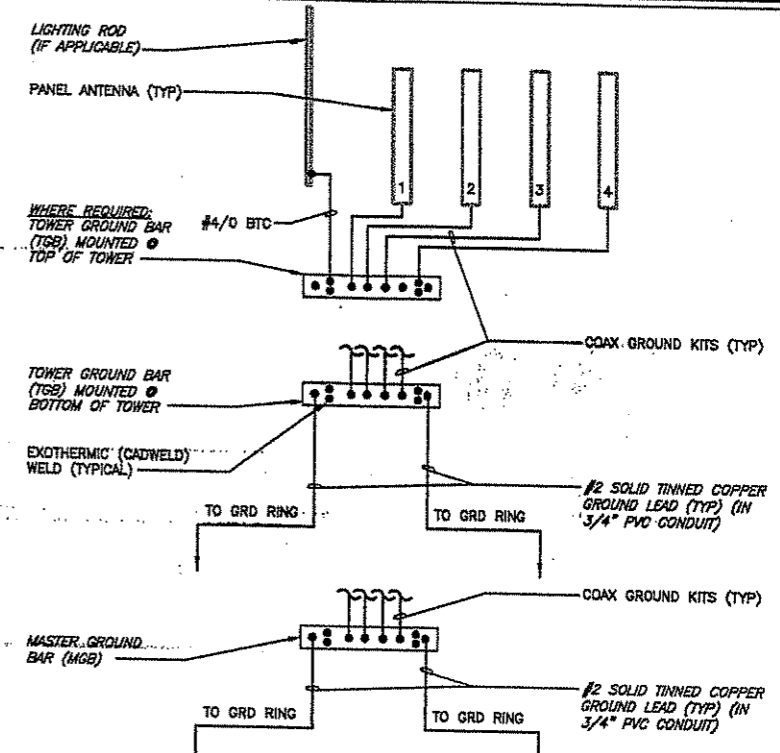 LIGHTING ROD
(IF APPLICABLE)
PANEL ANTENNA (TYP)
1
2
3
4
WHERE REQUIRED:
TOWER GROUND BAR
(TGB) MOUNTED @
TOP OF TOWER
#4/0 BTC
COAX GROUND KITS (TYP)
TOWER GROUND BAR
(TGB) MOUNTED @
BOTTOM OF TOWER
EXOTHERMIC (CADWELD)
WELD (TYPICAL)
#2 SOLID TINNED COPPER
GROUND LEAD (TYP) (IN
3/4" PVC CONDUIT)
TO GRD RING
TO GRD RING
COAX GROUND KITS (TYP)
MASTER GROUND
BAR (MGB)
#2 SOLID TINNED COPPER
GROUND LEAD (TYP) (IN
3/4" PVC CONDUIT)
TO GRD RING
TO GRD RING